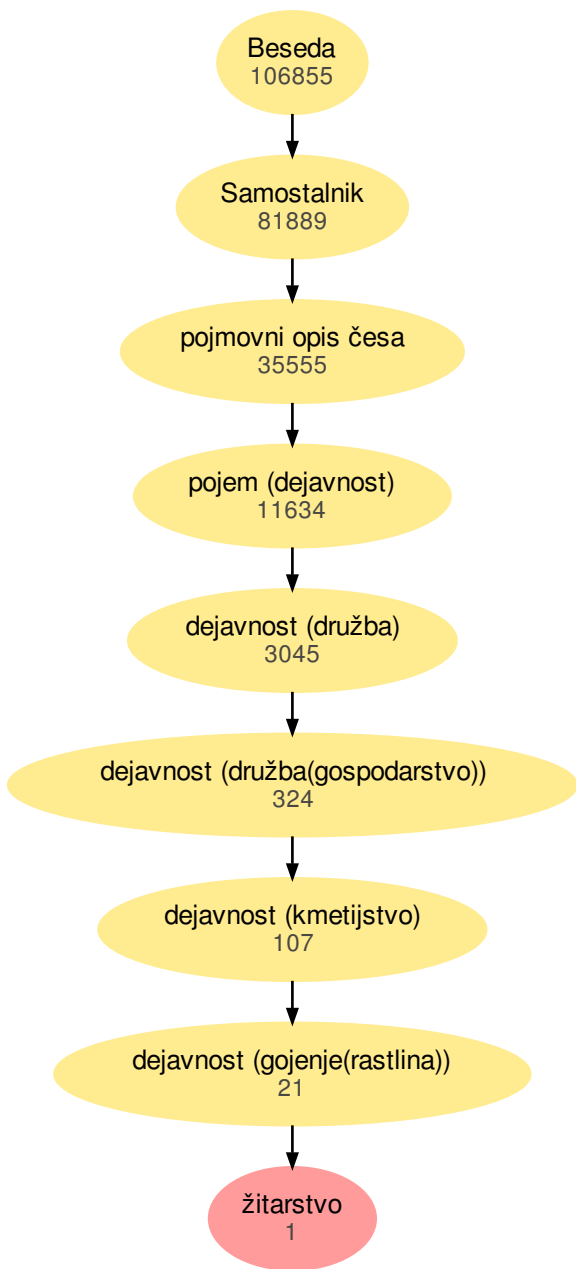 Beseda
106855
Samostalnik
81889
pojmovni opis česa
35555
pojem (dejavnost)
11634
dejavnost (družba)
3045
dejavnost (družba(gospodarstvo))
324
dejavnost (kmetijstvo)
107
dejavnost (gojenje(rastlina))
21
žitarstvo
1